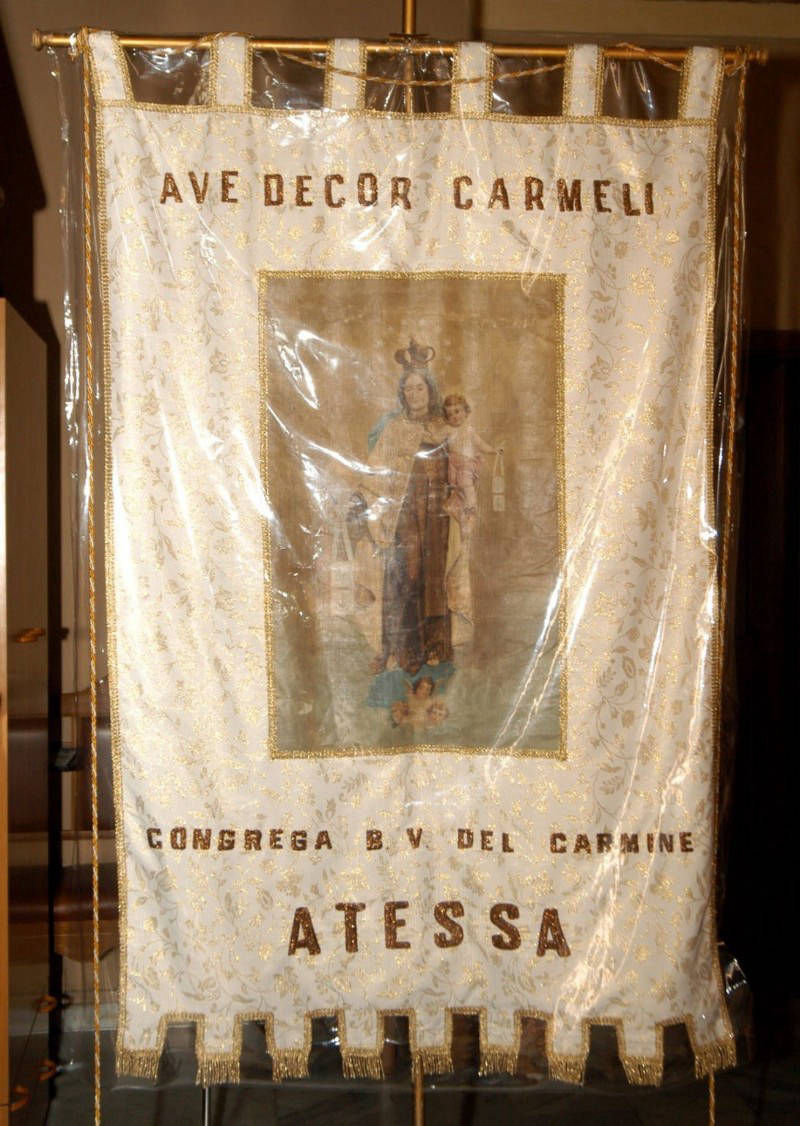 AVE DECOR CARMELI
CONGREGA B. V. DEL CARMINE
ATESSA